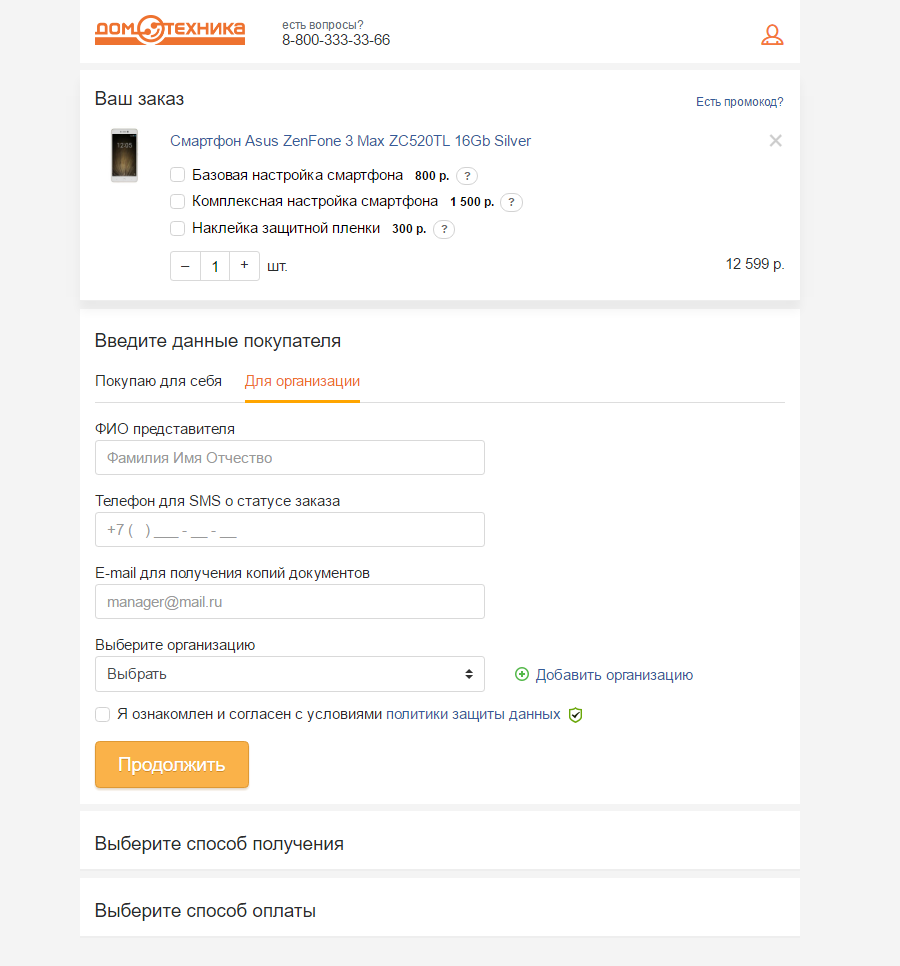 ДОМОТЕХНИКА
есть вопросы?
8-800-333-33-66
Ваш заказ
Есть промокод?
12:05
Смартфон Asus ZenFone 3 Max ZC520TL 16Gb Silver
Базовая настройка смартфона 800 р. ?
Комплексная настройка смартфона 1 500 р. ?
Наклейка защитной пленки 300 р. ?
– 1 + шт.
12 599 р.
Введите данные покупателя
Покупаю для себя Для организации
ФИО представителя
Фамилия Имя Отчество
Телефон для SMS о статусе заказа
+7 ( ) ___ - __ - __
E-mail для получения копий документов
manager@mail.ru
Выберите организацию
Выбрать
Добавить организацию
Я ознакомлен и согласен с условиями политики защиты данных
Продолжить
Выберите способ получения
Выберите способ оплаты